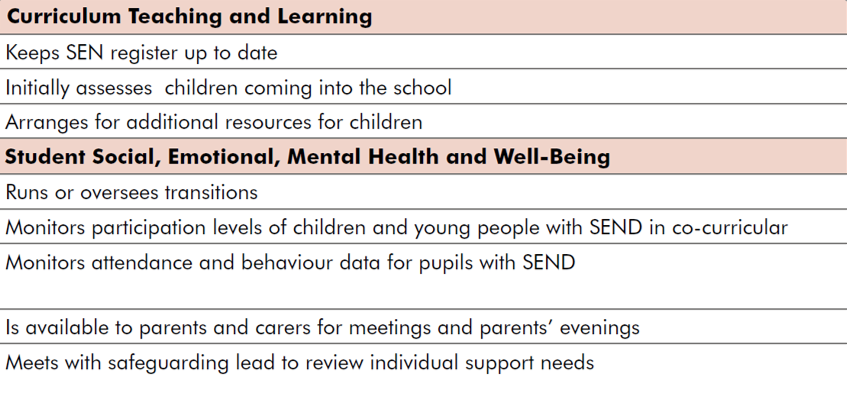 Curriculum Teaching and Learning
Keeps SEN register up to date
Initially assesses  children coming into the school
Arranges for additional resources for children
Student Social, Emotional, Mental Health and Well-Being
Runs or oversees transitions
Monitors participation levels of children and young people with SEND in co-curricular
Monitors attendance and behaviour data for pupils with SEND
Is available to parents and carers for meetings and parents’ evenings
Meets with safeguarding lead to review individual support needs